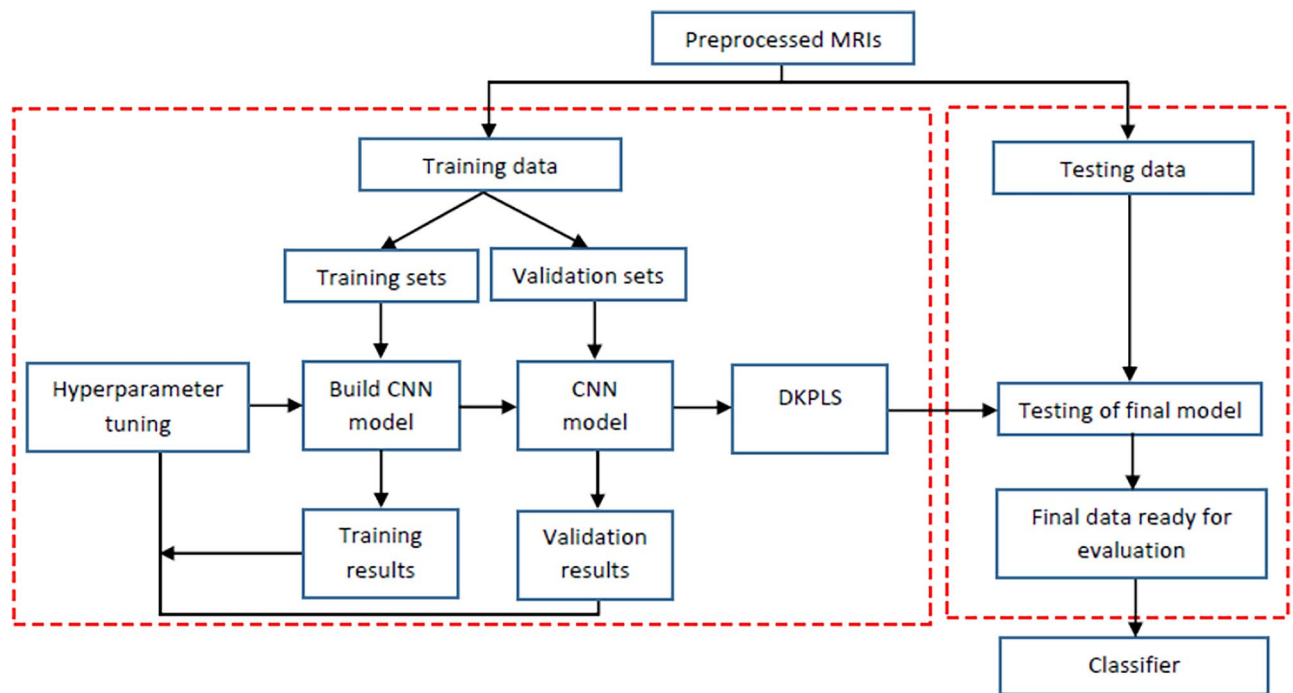 Preprocessed MRIs
Training data
Testing data
Training sets
Validation sets
Hyperparameter
tuning
Build CNN
model
CNN
model
DKPLS
Testing of final model
Training
results
Validation
results
Final data ready for
evaluation
Classifier